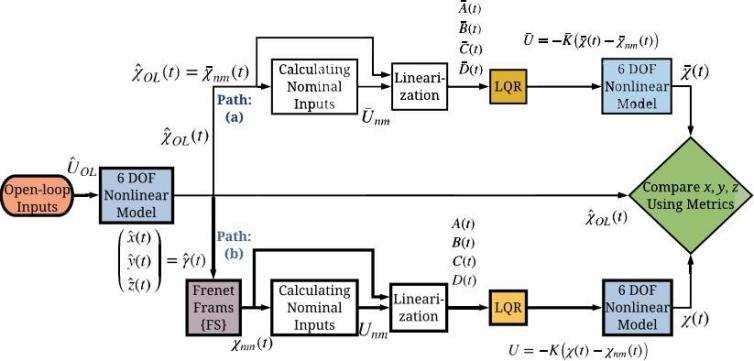 Ā(t)
B̄(t)
C̄(t)
D̄(t)
Ū = −K̄(χ̄(t) − χ̄nm(t))
χ̂OL(t) = χ̄nm(t)
Calculating
Nominal
Inputs
Lineari-
zation
LQR
6 DOF
Nonlinear
Model
χ̄(t)
Path:
(a)
Ūnm
χ̂OL(t)
Open-loop
Inputs
ÛOL
6 DOF
Nonlinear
Model
Compare x, y, z
Using Metrics
χ̂OL(t)
(x̂(t)
ŷ(t)
ẑ(t)) = γ̂(t)
Path:
(b)
A(t)
B(t)
C(t)
D(t)
Frenet
Frams
{FS}
Calculating
Nominal
Inputs
Lineari-
zation
LQR
6 DOF
Nonlinear
Model
χ(t)
χnm(t)
Unm
U = −K(χ(t) − χnm(t))